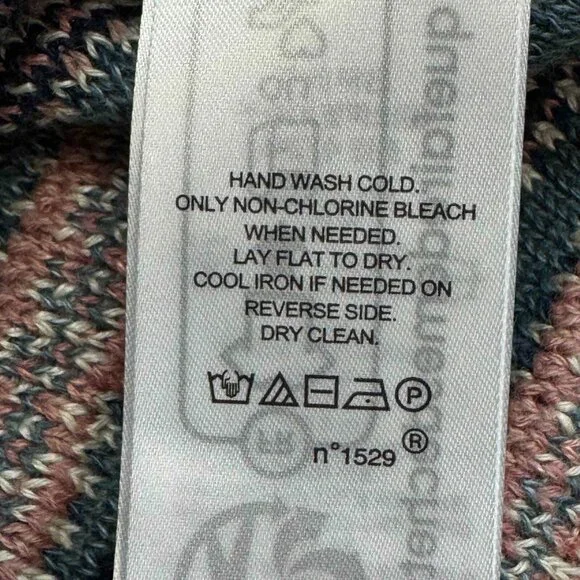 HAND WASH COLD.
ONLY NON-CHLORINE BLEACH
WHEN NEEDED.
LAY FLAT TO DRY.
COOL IRON IF NEEDED ON
REVERSE SIDE.
DRY CLEAN.
P
n°1529 ®